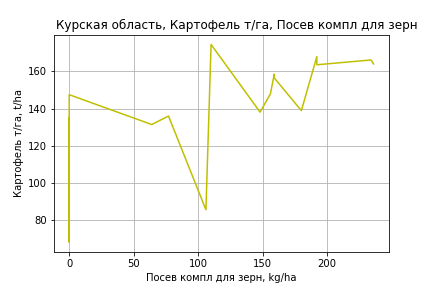 Курская область, Картофель т/га, Посев компл для зерн
160
140
120
100
80
Картофель т/га, t/ha
0 50 100 150 200
Посев компл для зерн, kg/ha